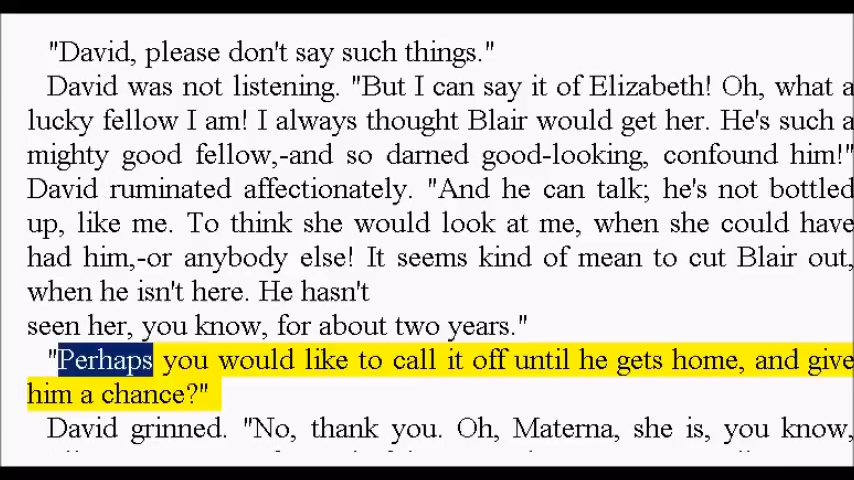 "David, please don't say such things."
David was not listening. "But I can say it of Elizabeth! Oh, what a
lucky fellow I am! I always thought Blair would get her. He's such a
mighty good fellow,-and so darned good-looking, confound him!"
David ruminated affectionately. "And he can talk; he's not bottled
up, like me. To think she would look at me, when she could have
had him,-or anybody else! It seems kind of mean to cut Blair out,
when he isn't here. He hasn't
seen her, you know, for about two years."
"Perhaps you would like to call it off until he gets home, and give
him a chance?"
David grinned. "No, thank you. Oh, Materna, she is, you know,